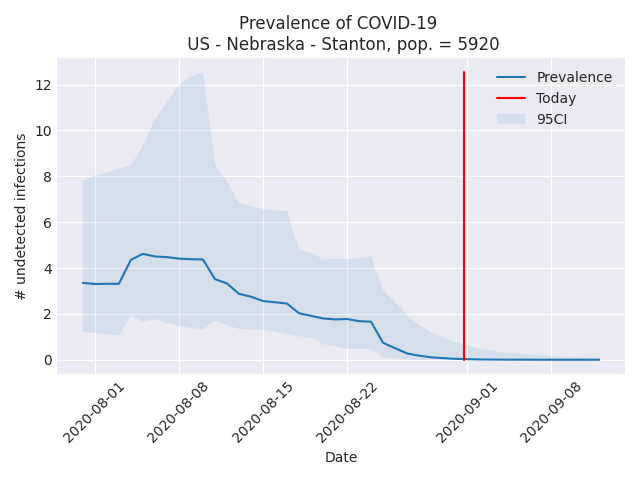 Prevalence of COVID-19
US - Nebraska - Stanton, pop. = 5920
Prevalence
Today
95CI
# undetected infections
12
10
8
6
4
2
0
2020-08-01
2020-08-08
2020-08-15
2020-08-22
2020-09-01
2020-09-08
Date